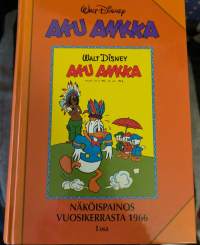 WALT DISNEY
AKU ANKKA
WALT DISNEY
AKU ANKKA
NÄKÖISPAINOS
VUOSIKERRASTA 1966
I osa